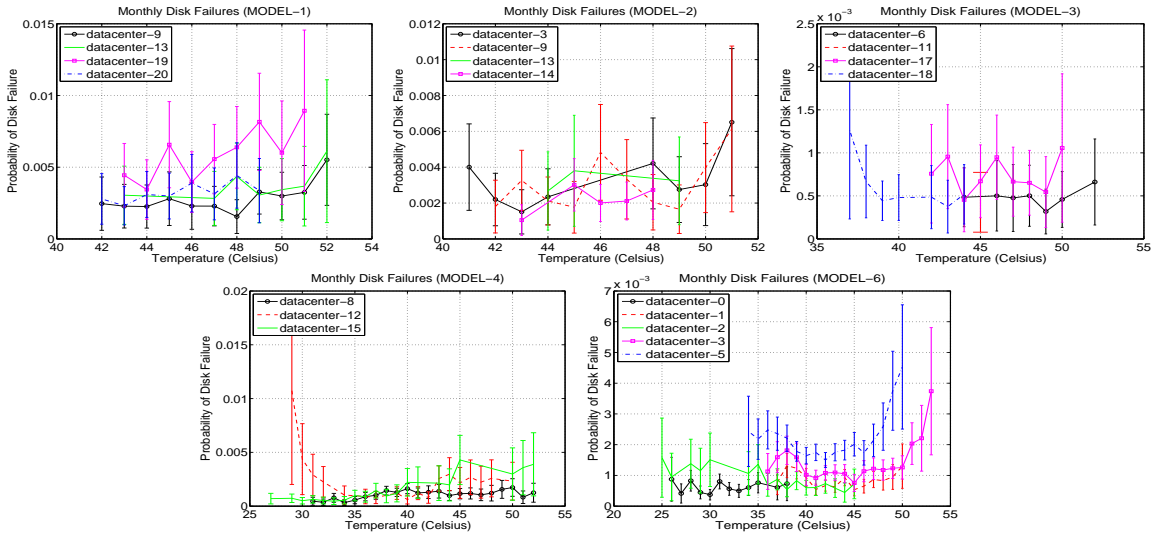 Monthly Disk Failures (MODEL−1)
Probability of Disk Failure
0.015
0.01
0.005
0
datacenter−9
datacenter−13
datacenter−19
datacenter−20
40 42 44 46 48 50 52 54
Temperature (Celsius)
Monthly Disk Failures (MODEL−2)
Probability of Disk Failure
0.012
0.01
0.008
0.006
0.004
0.002
0
datacenter−3
datacenter−9
datacenter−13
datacenter−14
40 42 44 46 48 50 52
Temperature (Celsius)
Monthly Disk Failures (MODEL−3)
x 10−3
Probability of Disk Failure
2.5
2
1.5
1
0.5
0
datacenter−6
datacenter−11
datacenter−17
datacenter−18
35 40 45 50 55
Temperature (Celsius)
Monthly Disk Failures (MODEL−4)
Probability of Disk Failure
0.02
0.015
0.01
0.005
0
datacenter−8
datacenter−12
datacenter−15
25 30 35 40 45 50 55
Temperature (Celsius)
Monthly Disk Failures (MODEL−6)
x 10−3
Probability of Disk Failure
7
6
5
4
3
2
1
0
datacenter−0
datacenter−1
datacenter−2
datacenter−3
datacenter−5
20 25 30 35 40 45 50 55
Temperature (Celsius)